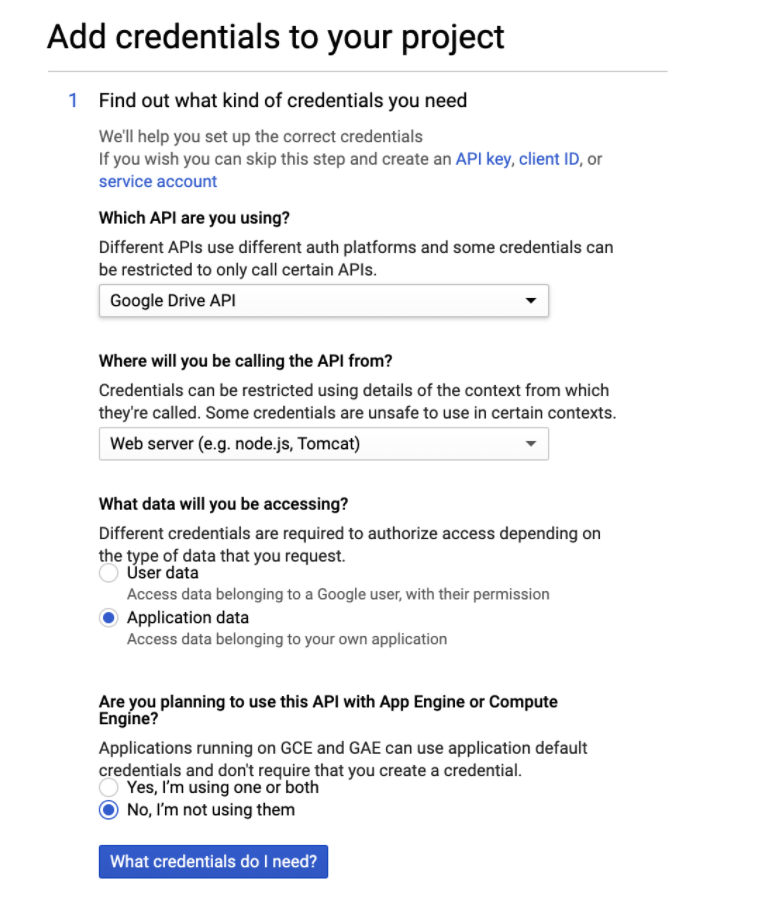 Add credentials to your project
1 Find out what kind of credentials you need
We'll help you set up the correct credentials
If you wish you can skip this step and create an API key, client ID, or
service account
Which API are you using?
Different APIs use different auth platforms and some credentials can
be restricted to only call certain APIs.
Google Drive API
Where will you be calling the API from?
Credentials can be restricted using details of the context from which
they're called. Some credentials are unsafe to use in certain contexts.
Web server (e.g. node.js, Tomcat)
What data will you be accessing?
Different credentials are required to authorize access depending on
the type of data that you request.
User data
Access data belonging to a Google user, with their permission
Application data
Access data belonging to your own application
Are you planning to use this API with App Engine or Compute
Engine?
Applications running on GCE and GAE can use application default
credentials and don't require that you create a credential.
Yes, I'm using one or both
No, I'm not using them
What credentials do I need?